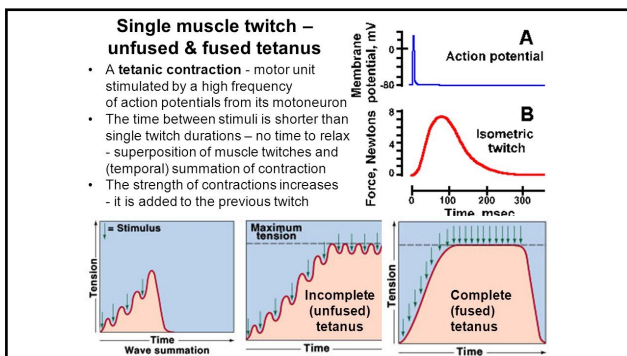 Single muscle twitch –
unfused & fused tetanus
• A tetanic contraction - motor unit
stimulated by a high frequency
of action potentials from its motoneuron
• The time between stimuli is shorter than
single twitch durations – no time to relax
- superposition of muscle twitches and
(temporal) summation of contraction
• The strength of contractions increases
- it is added to the previous twitch
Membrane
potential, mV
0
-80
A
Action potential
Force, Newtons
8
4
0
B
Isometric
twitch
0 100 200 300
Time, msec
= Stimulus
Tension
Time
Wave summation
Maximum
tension
Incomplete
(unfused)
tetanus
Time
Tension
Complete
(fused)
tetanus
Time